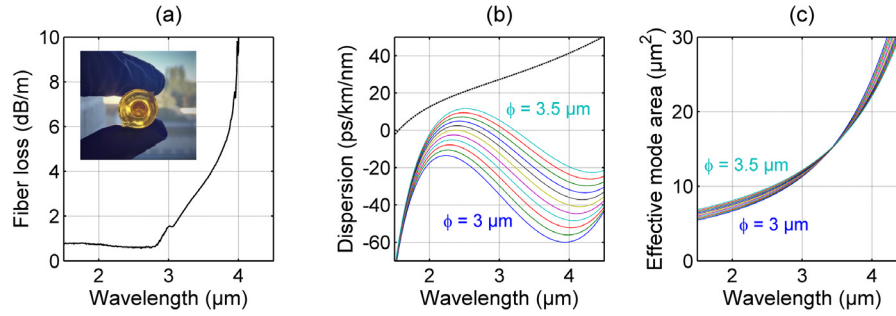 (a)
Fiber loss (dB/m)
10
8
6
4
2
0
2
3
4
Wavelength (μm)
(b)
Dispersion (ps/km/nm)
40
20
0
-20
-40
-60
ϕ = 3.5 μm
ϕ = 3 μm
2
3
4
Wavelength (μm)
(c)
Effective mode area (μm²)
30
20
10
0
ϕ = 3.5 μm
ϕ = 3 μm
2
3
4
Wavelength (μm)